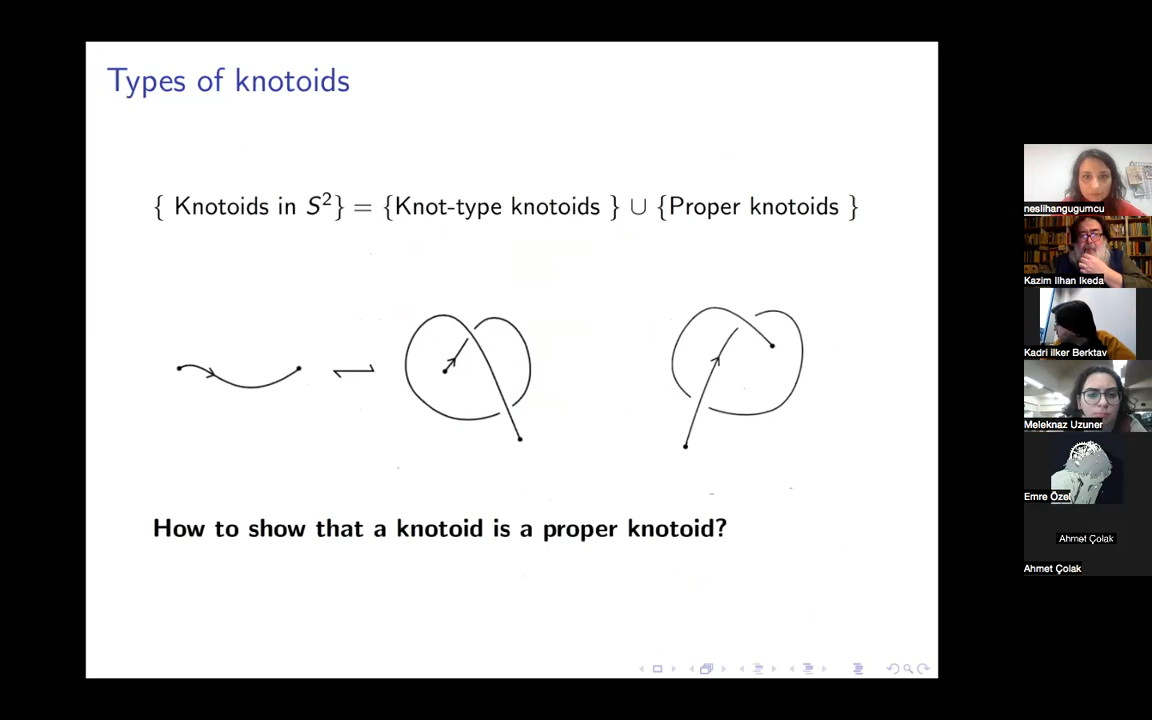 Types of knotoids
{ Knotoids in S²} = {Knot-type knotoids } ∪ {Proper knotoids }
How to show that a knotoid is a proper knotoid?
neslihangugumcu
Kazim Ilhan Ikeda
Kadri ilker Berktav
Meleknaz Uzuner
Emre Özel
Ahmet Çolak
Ahmet Çolak